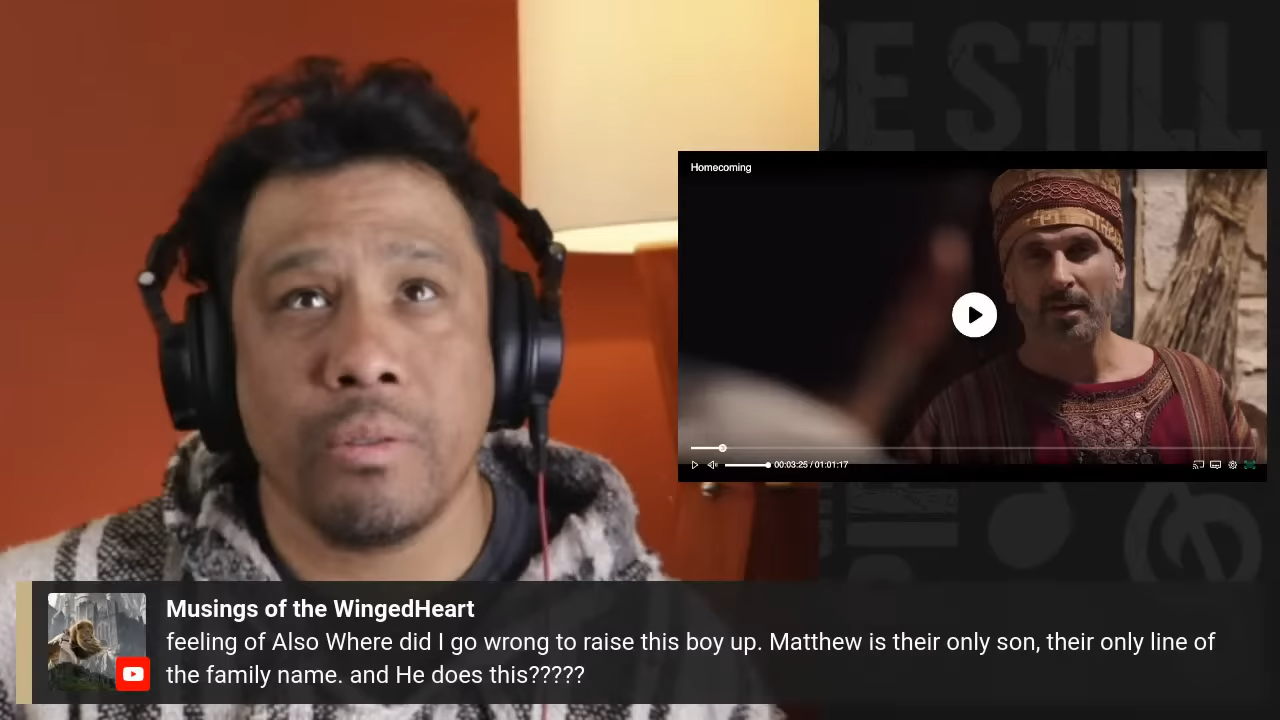 BE STILL
Homecoming
00:03:25 / 01:01:17
Musings of the WingedHeart
feeling of Also Where did I go wrong to raise this boy up. Matthew is their only son, their only line of
the family name. and He does this?????